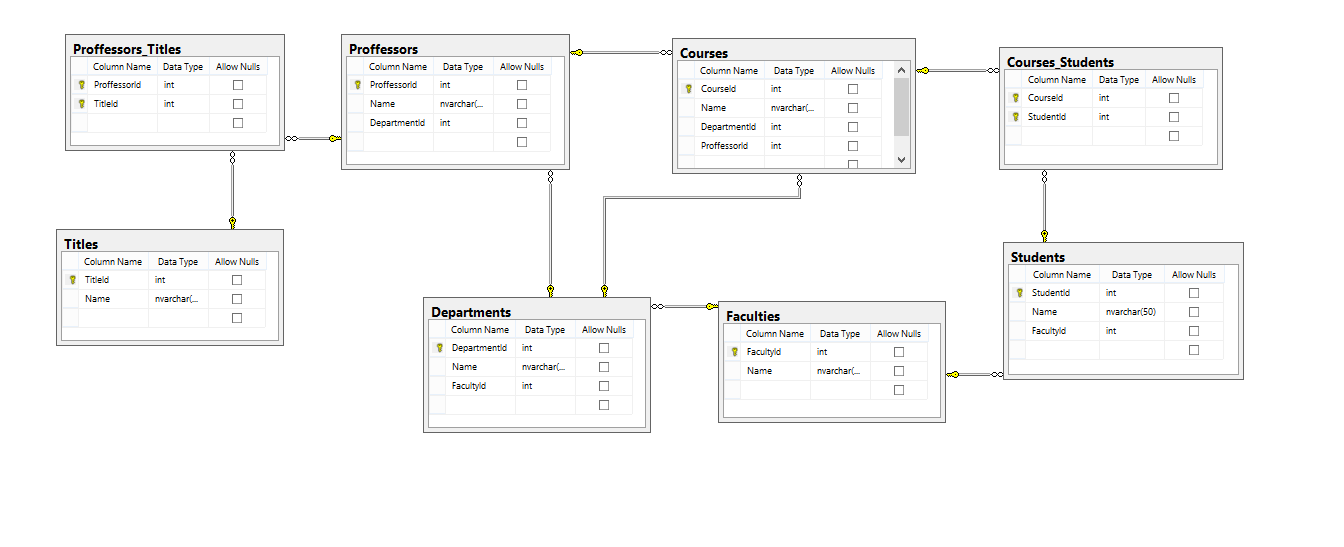 Proffessors_Titles
Column Name Data Type Allow Nulls
ProffessorId int
TitleId int
Proffessors
Column Name Data Type Allow Nulls
ProffessorId int
Name nvarchar(...
DepartmentId int
Courses
Column Name Data Type Allow Nulls
CourseId int
Name nvarchar(...
DepartmentId int
ProffessorId int
Courses_Students
Column Name Data Type Allow Nulls
CourseId int
StudentId int
Titles
Column Name Data Type Allow Nulls
TitleId int
Name nvarchar(...
Departments
Column Name Data Type Allow Nulls
DepartmentId int
Name nvarchar(...
FacultyId int
Faculties
Column Name Data Type Allow Nulls
FacultyId int
Name nvarchar(...
Students
Column Name Data Type Allow Nulls
StudentId int
Name nvarchar(50)
FacultyId int